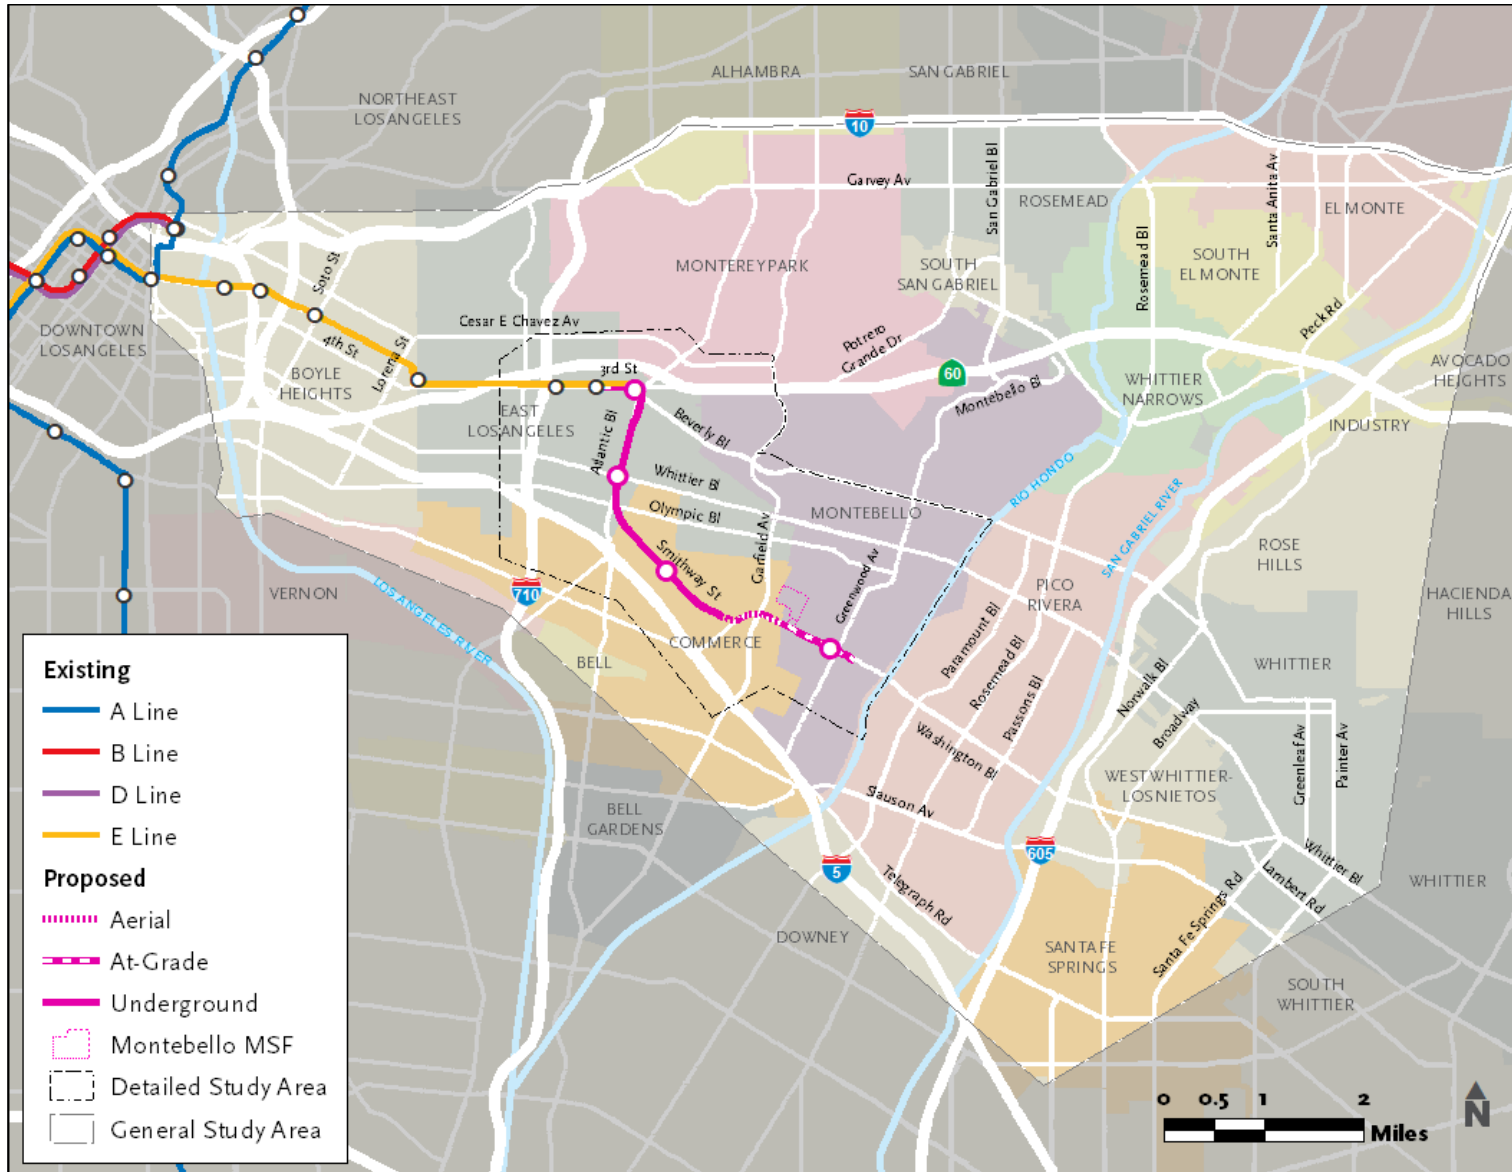 ALHAMBRA
SAN GABRIEL
NORTHEAST
LOS ANGELES
10
San Gabriel Bl
Garvey Av
ROSEMEAD
Santa Anita Av
EL MONTE
Rosemead Bl
SOUTH
EL MONTE
MONTEREY PARK
SOUTH
SAN GABRIEL
Soto St
DOWNTOWN
LOS ANGELES
4th St
Lorena St
BOYLE
HEIGHTS
Cesar E Chavez Av
3rd St
Potrero
Grande Dr
60
Montebello Bl
Peck Rd
WHITTIER
NARROWS
AVOCADO
HEIGHTS
INDUSTRY
EAST
LOS ANGELES
Atlantic Bl
Beverly Bl
Whittier Bl
Olympic Bl
MONTEBELLO
RIO HONDO
SAN GABRIEL RIVER
Smithway St
Garfield Av
Greenwood Av
ROSE
HILLS
HACIENDA
HILLS
PICO
RIVERA
VERNON
LOS ANGELES RIVER
710
COMMERCE
BELL
Paramount Bl
Rosemead Bl
Passons Bl
Norwalk Bl
Broadway
WHITTIER
Greenleaf Av
Painter Av
Washington Bl
WEST WHITTIER-
LOS NIETOS
BELL
GARDENS
Slauson Av
5
605
Telegraph Rd
Whittier Bl
Lambert Rd
Santa Fe Springs Rd
WHITTIER
DOWNEY
SANTA FE
SPRINGS
SOUTH
WHITTIER
Existing
A Line
B Line
D Line
E Line
Proposed
Aerial
At-Grade
Underground
Montebello MSF
Detailed Study Area
General Study Area
0 0.5 1 2
Miles
N